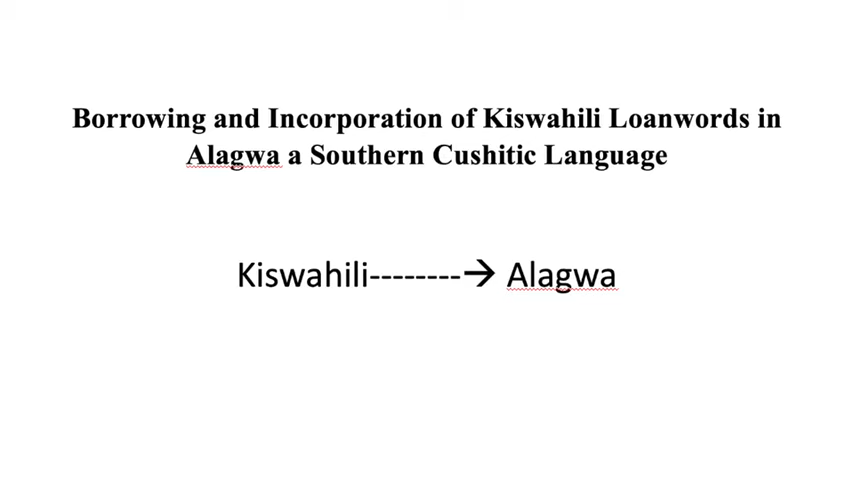 Borrowing and Incorporation of Kiswahili Loanwords in
Alagwa a Southern Cushitic Language
Kiswahili--------→ Alagwa